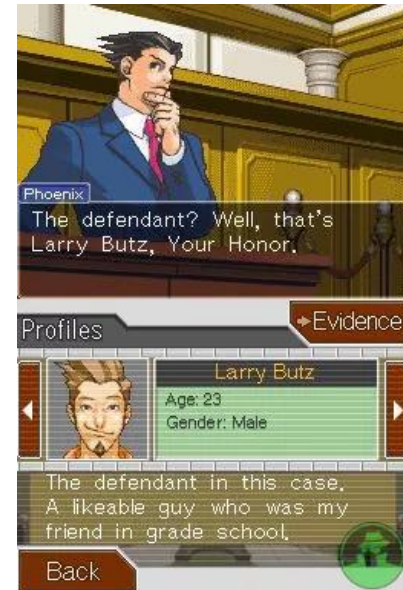 Phoenix
The defendant? Well, that's
Larry Butz, Your Honor.
Profiles
Evidence
Larry Butz
Age: 23
Gender: Male
The defendant in this case.
A likeable guy who was my
friend in grade school.
Back